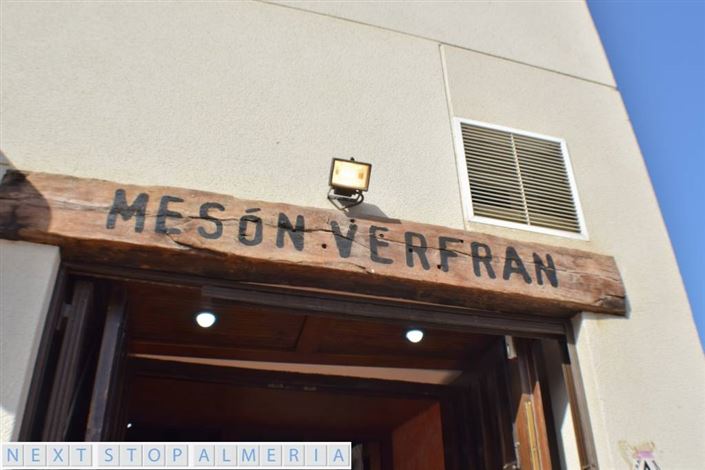 MESÓN VERFRAN
NEXT STOP ALMERIA